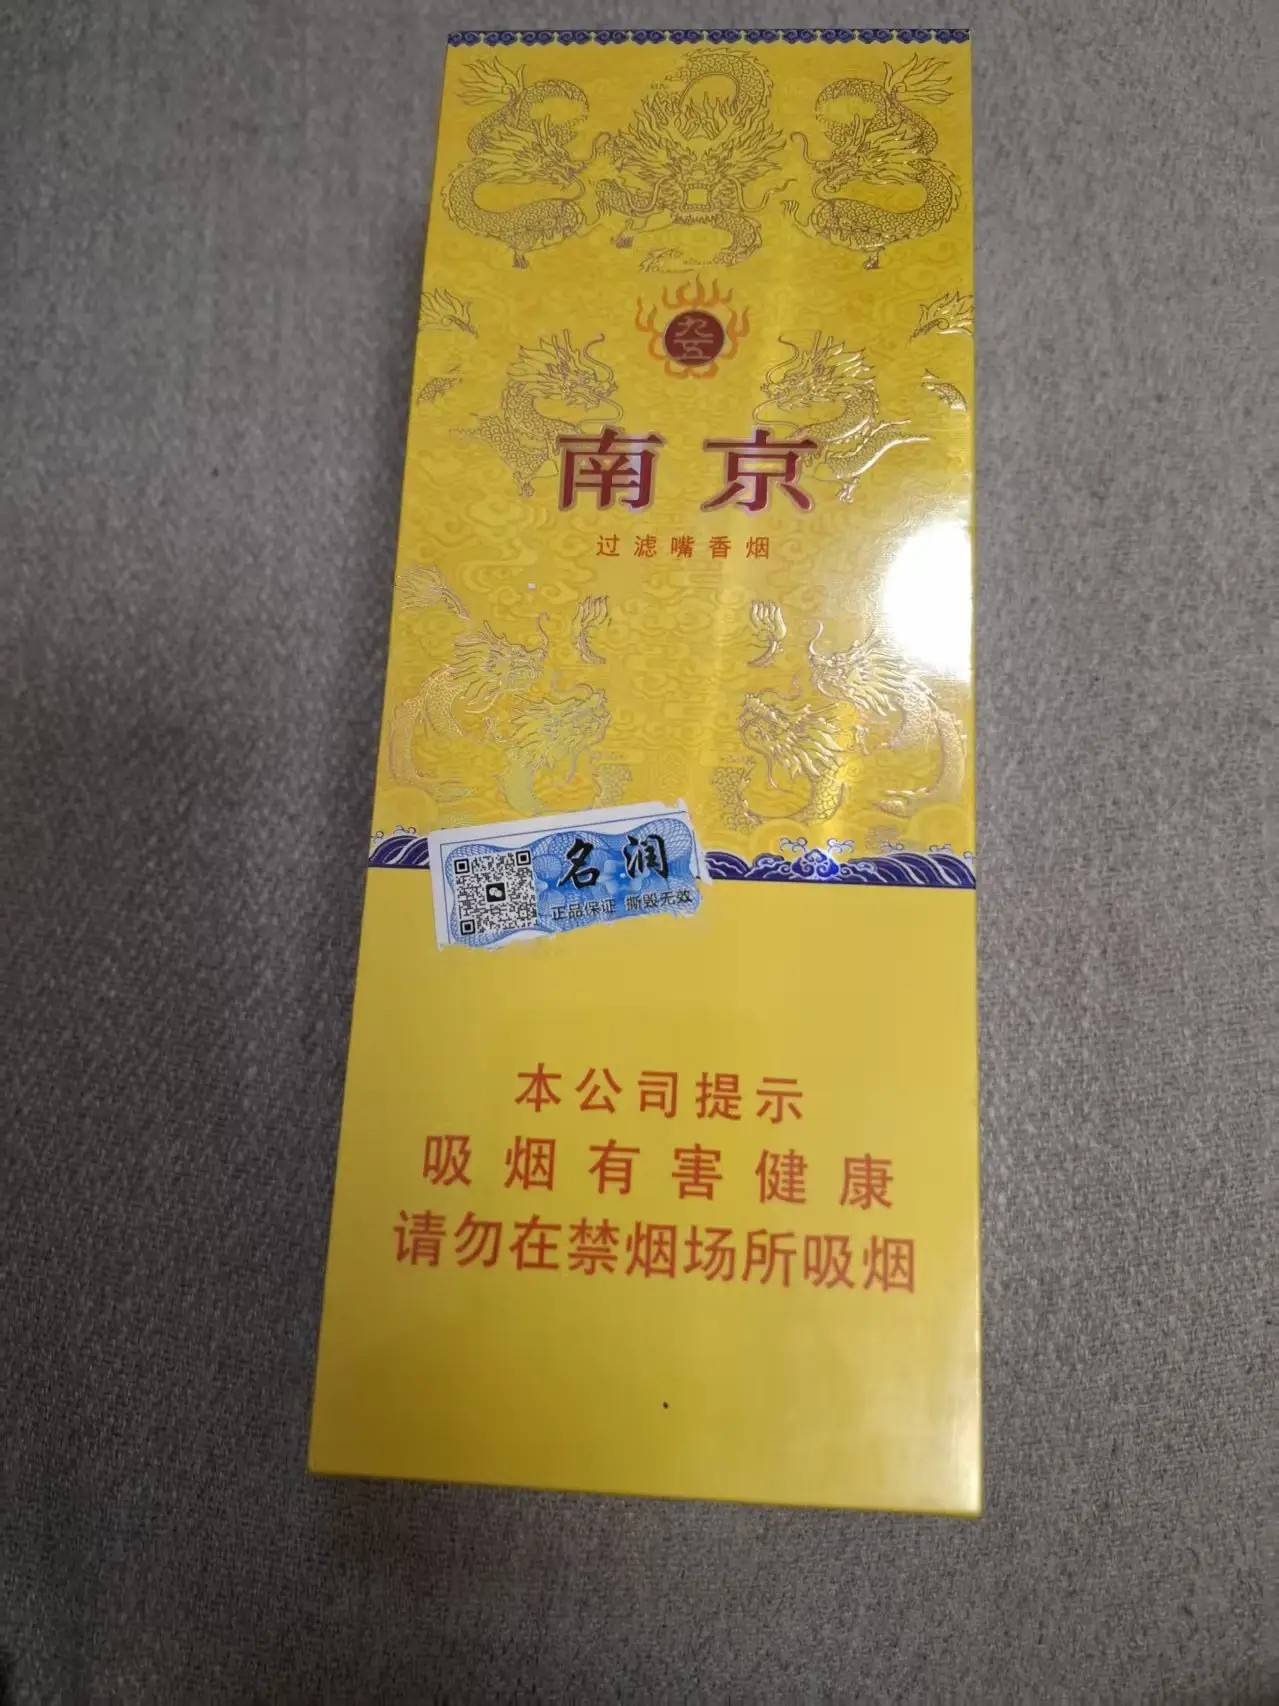 九五
南京
过滤嘴香烟
名润
正品保证 撕毁无效
本公司提示
吸烟有害健康
请勿在禁烟场所吸烟